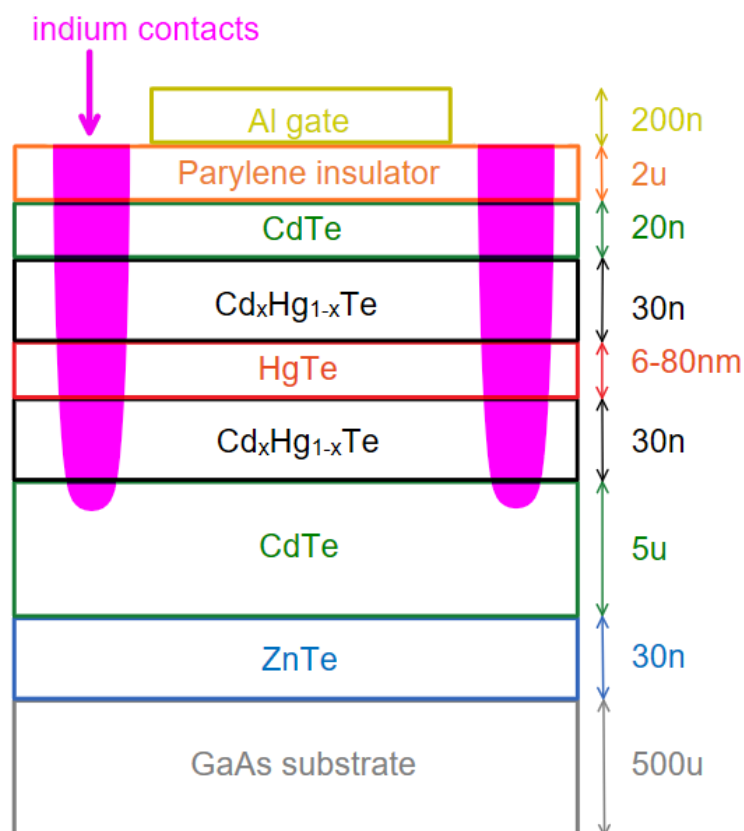 indium contacts
Al gate 200n
Parylene insulator 2u
CdTe 20n
CdₓHg₁₋ₓTe 30n
HgTe 6-80nm
CdₓHg₁₋ₓTe 30n
CdTe 5u
ZnTe 30n
GaAs substrate 500u